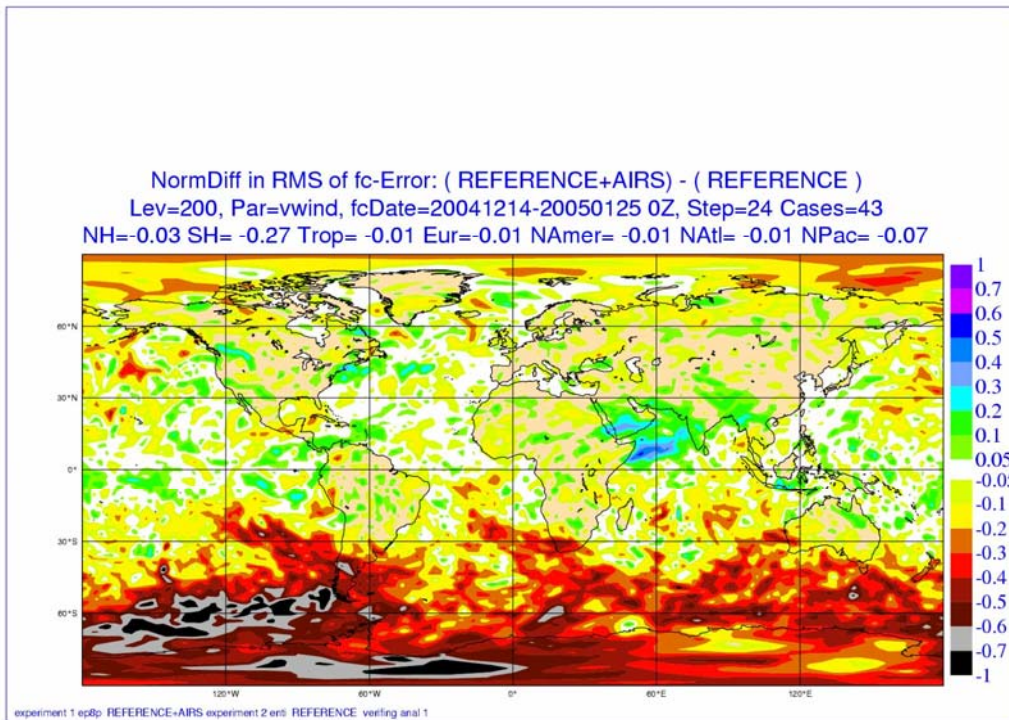 NormDiff in RMS of fc-Error: ( REFERENCE+AIRS) - ( REFERENCE )
Lev=200, Par=vwind, fcDate=20041214-20050125 0Z, Step=24 Cases=43
NH=-0.03 SH= -0.27 Trop= -0.01 Eur=-0.01 NAmer= -0.01 NAtl= -0.01 NPac= -0.07
1
0.7
0.6
0.5
0.4
0.3
0.2
0.1
0.05
-0.05
-0.1
-0.2
-0.3
-0.4
-0.5
-0.6
-0.7
-1
60°N
30°N
0°
30°S
60°S
120°W
60°W
0°
60°E
120°E
experiment 1 ep8p REFERENCE+AIRS experiment 2 enti REFERENCE verifing anal 1